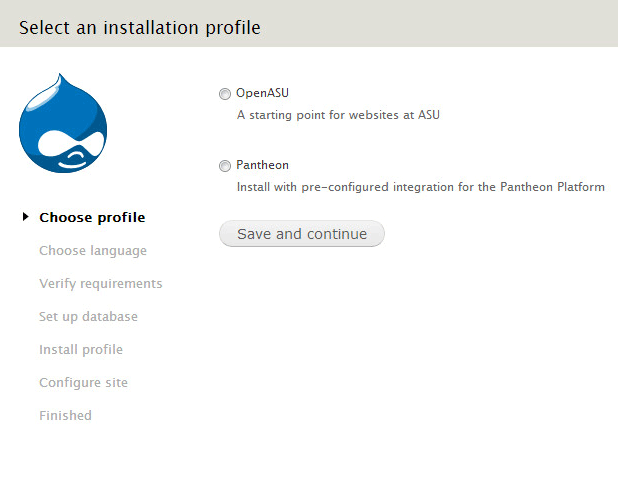 Select an installation profile
OpenASU
A starting point for websites at ASU
Pantheon
Install with pre-configured integration for the Pantheon Platform
Save and continue
Choose profile
Choose language
Verify requirements
Set up database
Install profile
Configure site
Finished